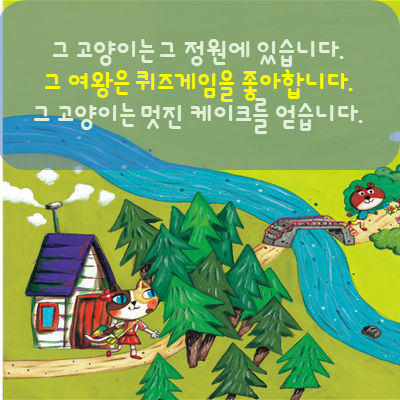 그 고양이는 그 정원에 있습니다.
그 여왕은 퀴즈게임을 좋아합니다.
그 고양이는 멋진 케이크를 얻습니다.